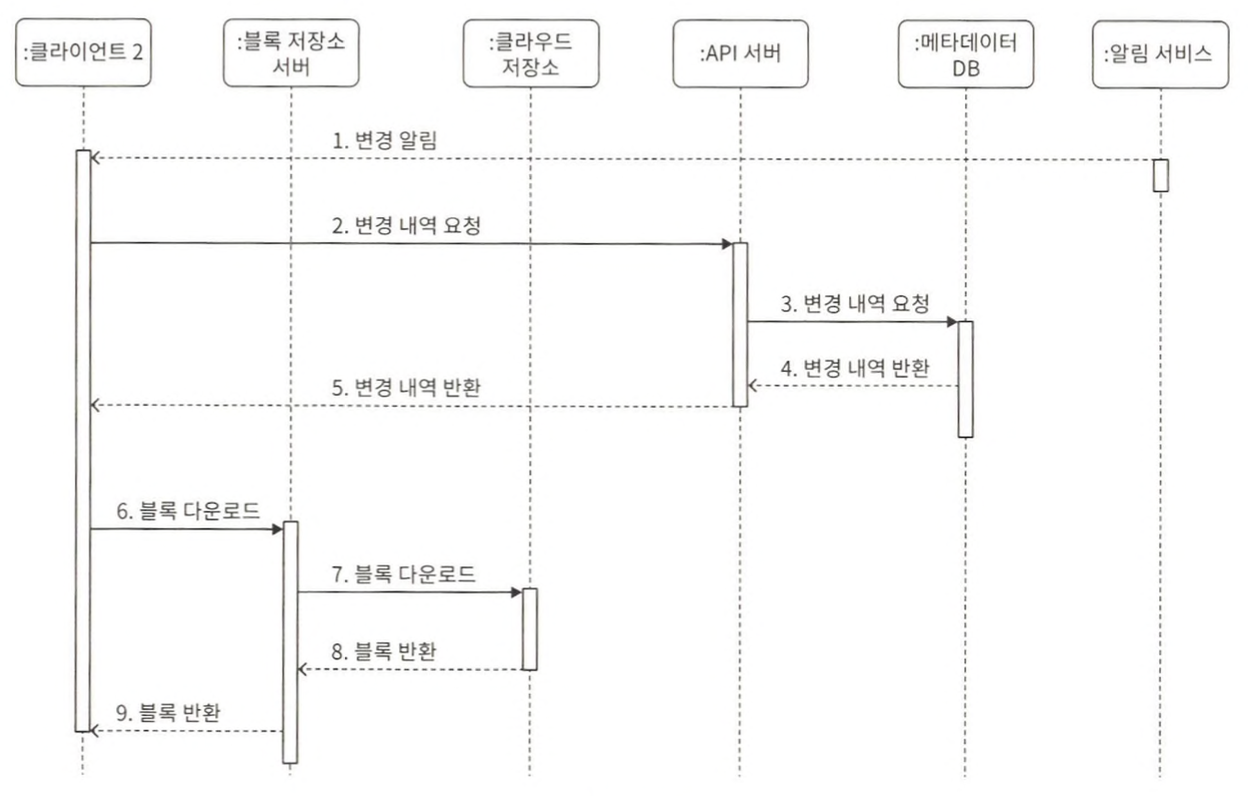 :클라이언트 2
:블록 저장소
서버
:클라우드
저장소
:API 서버
:메타데이터
DB
:알림 서비스
1. 변경 알림
2. 변경 내역 요청
3. 변경 내역 요청
4. 변경 내역 반환
5. 변경 내역 반환
6. 블록 다운로드
7. 블록 다운로드
8. 블록 반환
9. 블록 반환